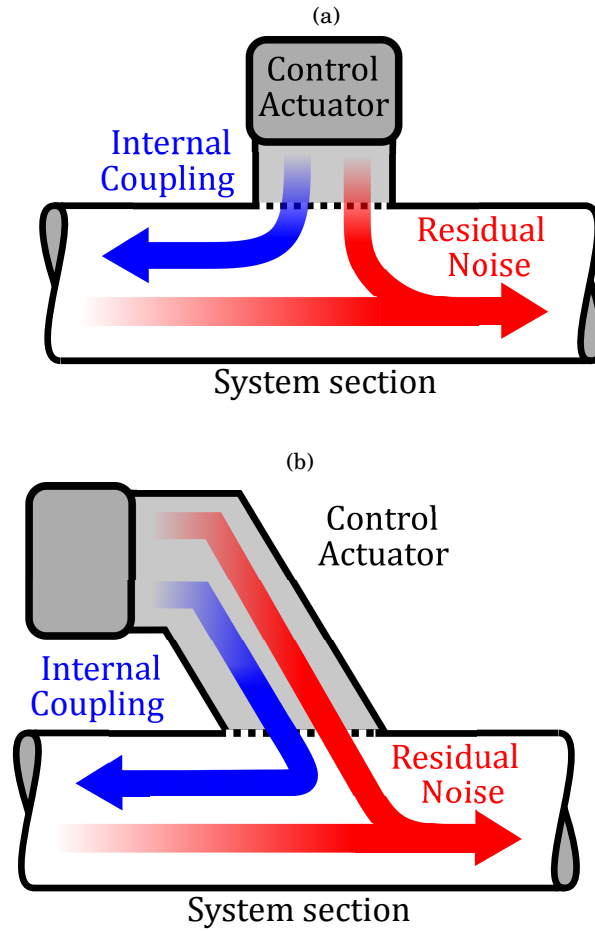 (a)
Control
Actuator
Internal
Coupling
Residual
Noise
System section
(b)
Control
Actuator
Internal
Coupling
Residual
Noise
System section